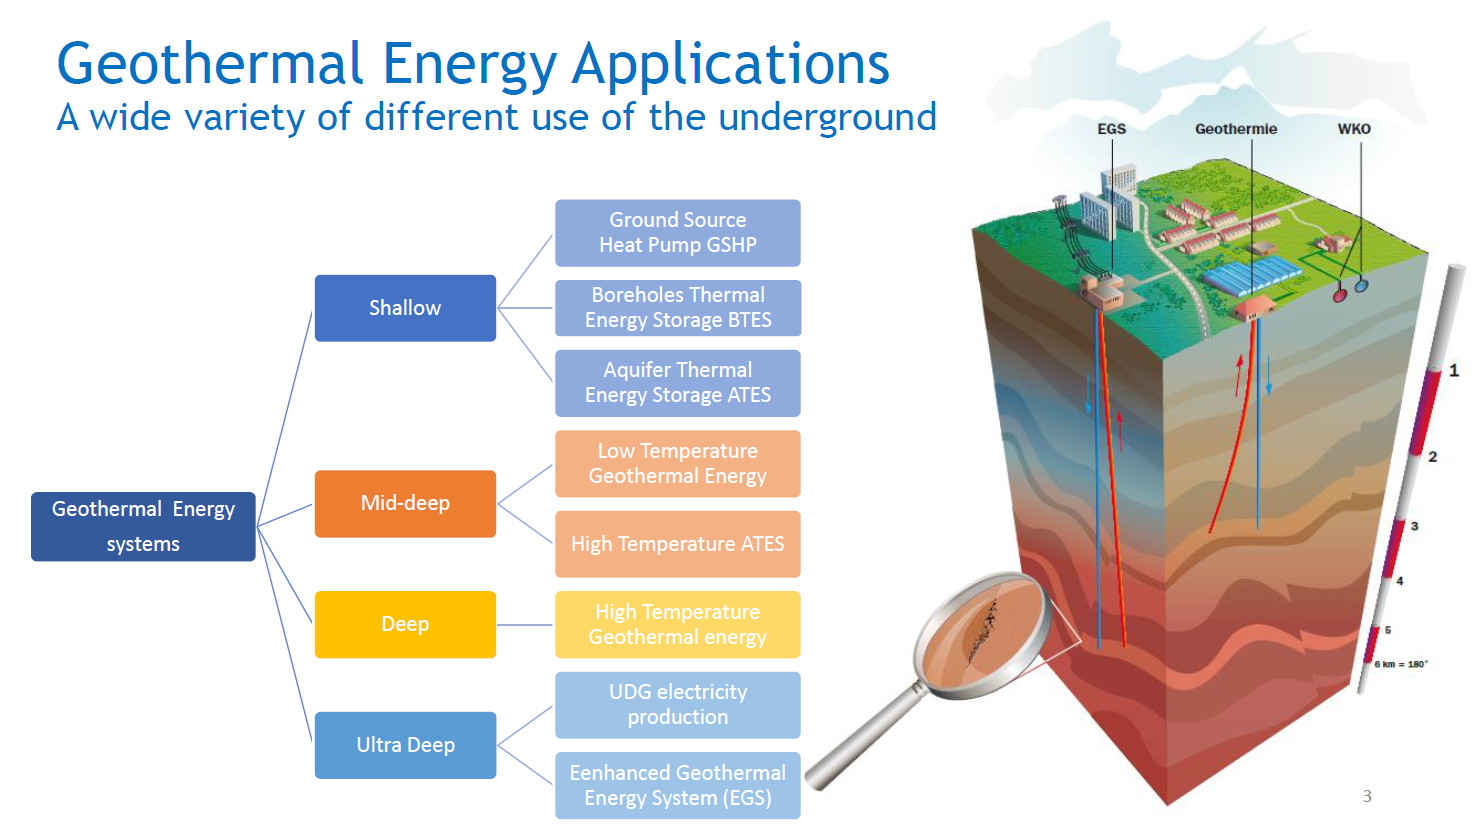 Geothermal Energy Applications
A wide variety of different use of the underground
Geothermal Energy
systems
Shallow
Ground Source
Heat Pump GSHP
Boreholes Thermal
Energy Storage BTES
Aquifer Thermal
Energy Storage ATES
Mid-deep
Low Temperature
Geothermal Energy
High Temperature ATES
Deep
High Temperature
Geothermal energy
Ultra Deep
UDG electricity
production
Eenhanced Geothermal
Energy System (EGS)
EGS
Geothermie
WKO
1
2
3
4
5
6 km = 180°
3